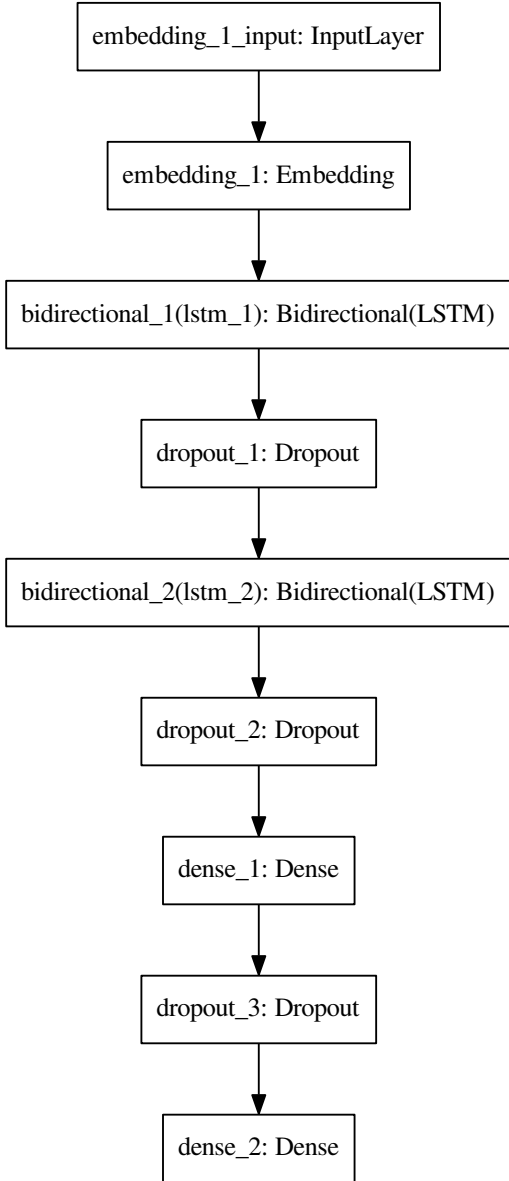 embedding_1_input: InputLayer
embedding_1: Embedding
bidirectional_1(lstm_1): Bidirectional(LSTM)
dropout_1: Dropout
bidirectional_2(lstm_2): Bidirectional(LSTM)
dropout_2: Dropout
dense_1: Dense
dropout_3: Dropout
dense_2: Dense